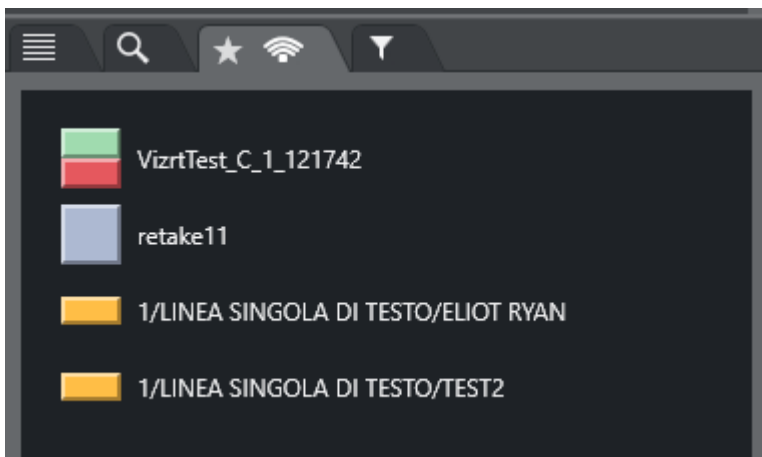 VizrtTest_C_1_121742
retake11
1/LINEA SINGOLA DI TESTO/ELIOT RYAN
1/LINEA SINGOLA DI TESTO/TEST2